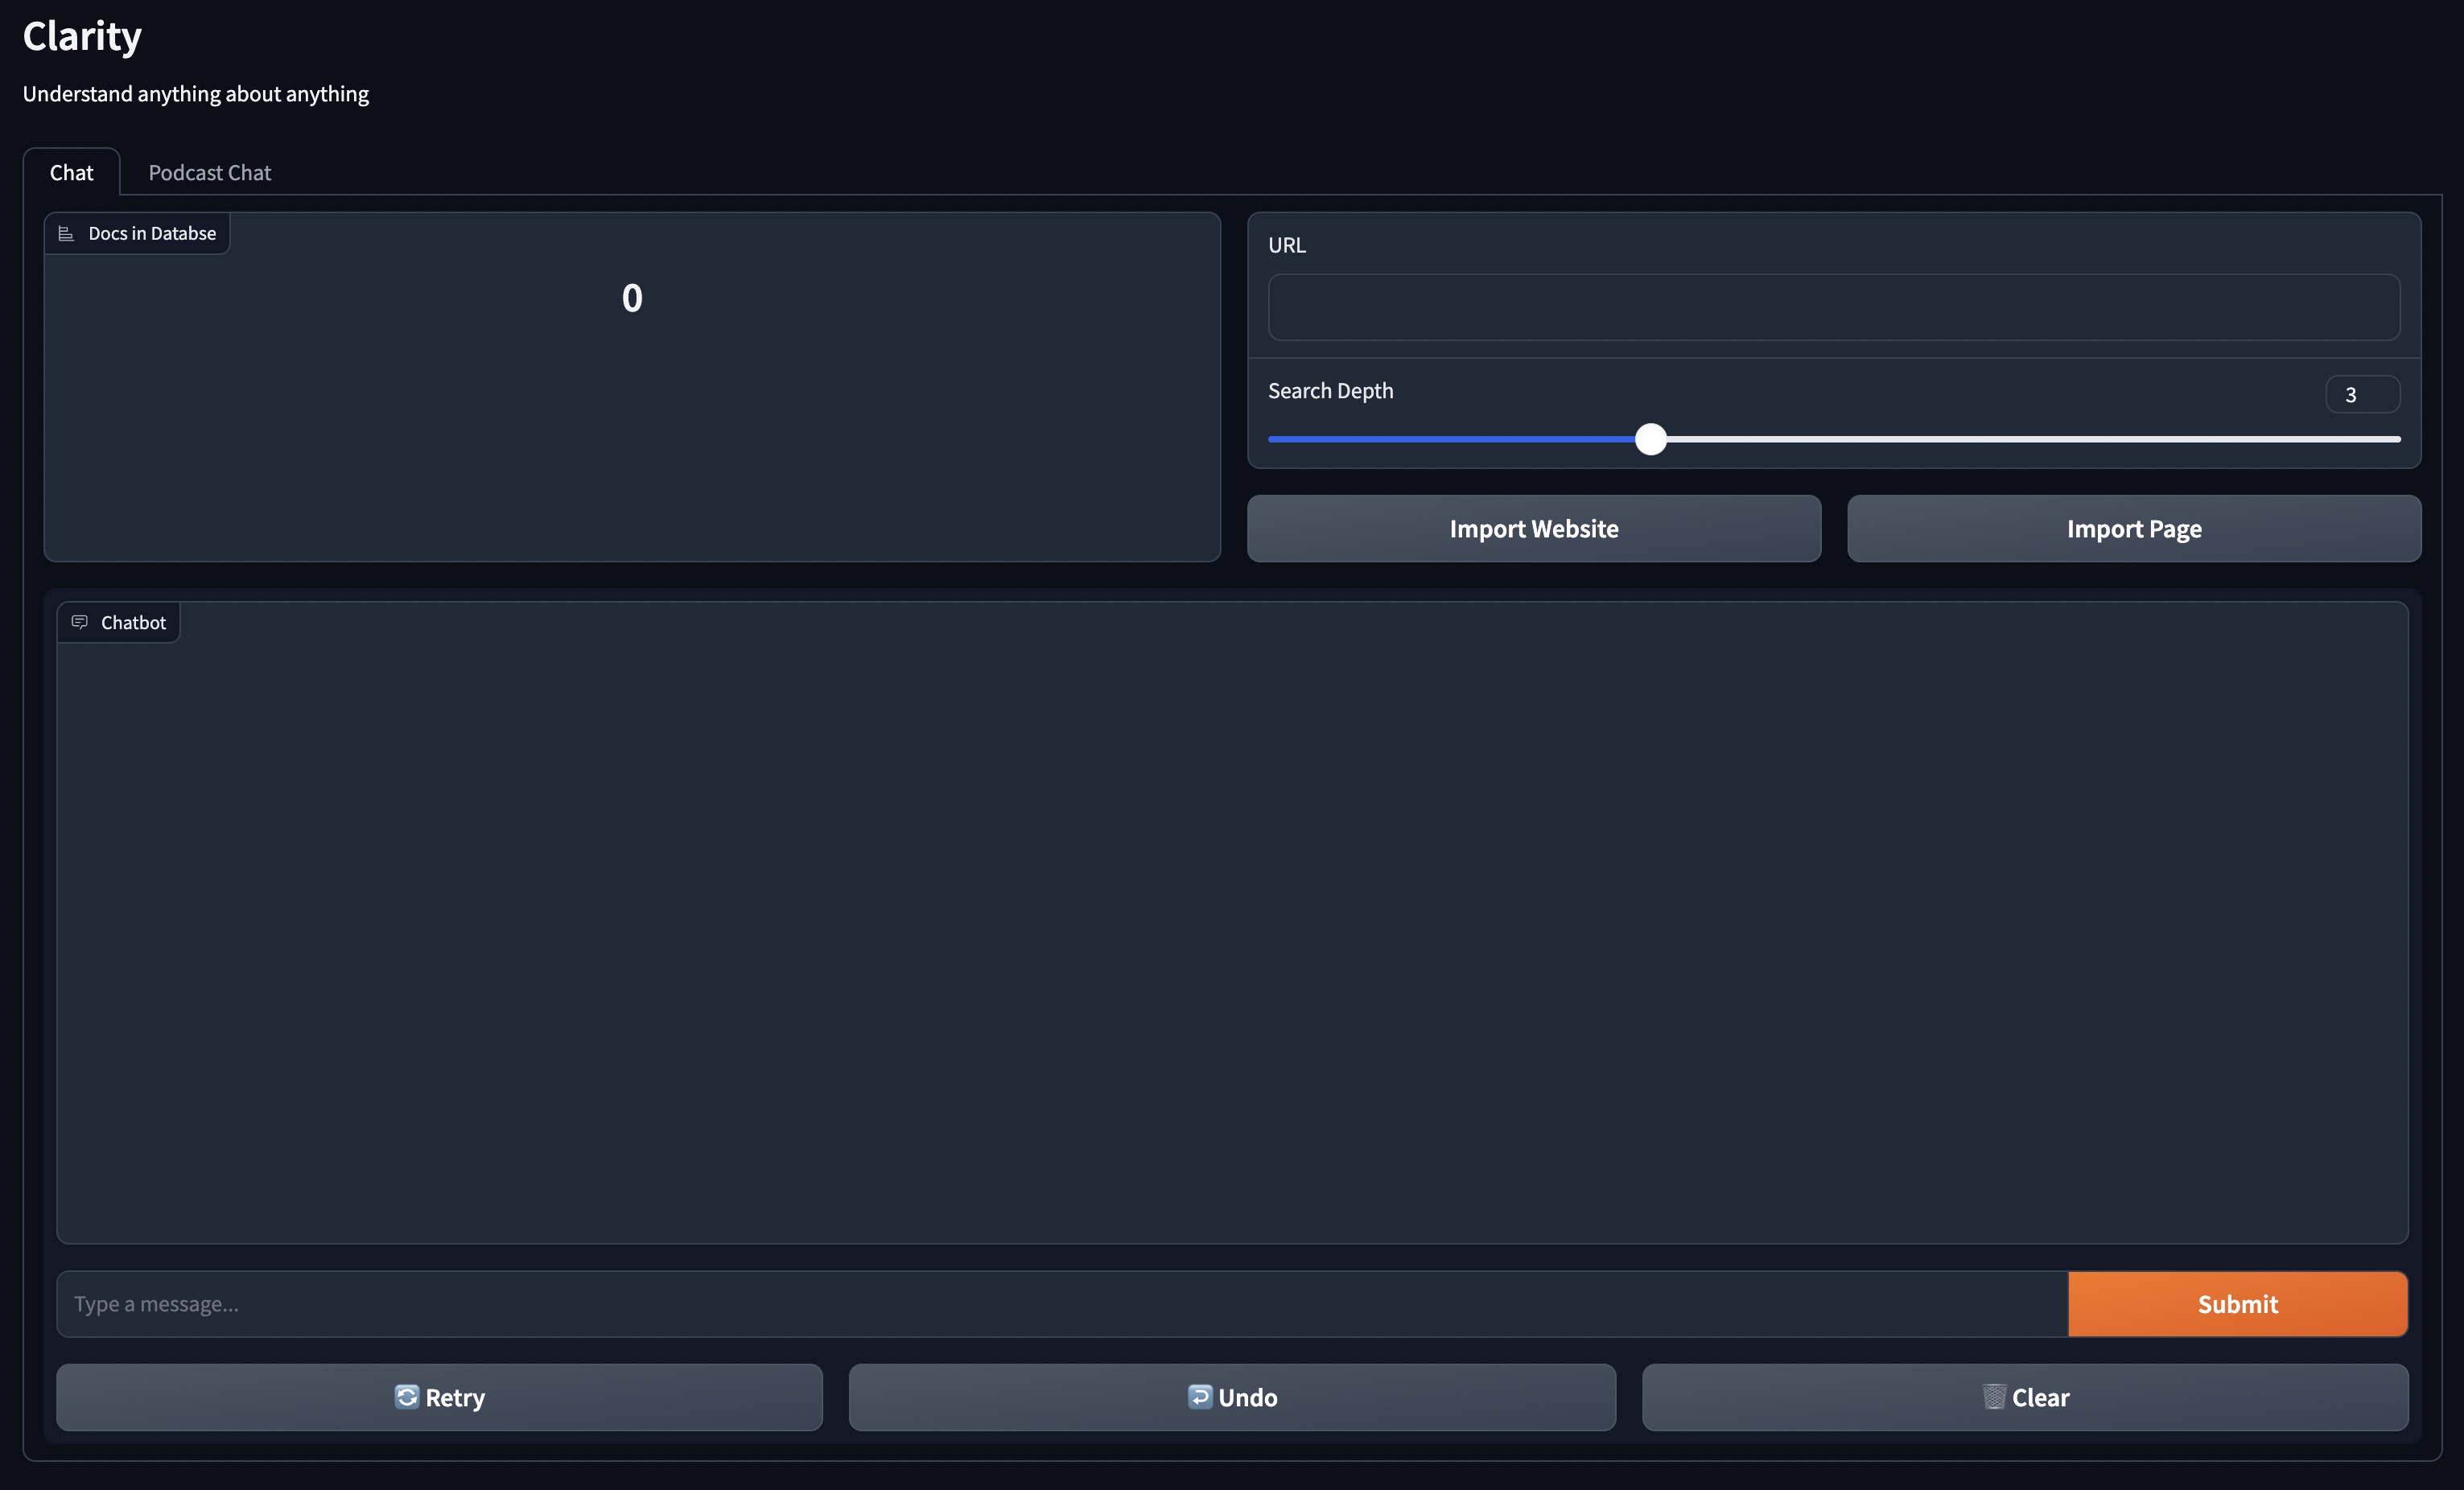 Clarity
Understand anything about anything
Chat
Podcast Chat
Docs in Databse
0
URL
Search Depth
3
Import Website
Import Page
Chatbot
Type a message...
Submit
Retry
Undo
Clear